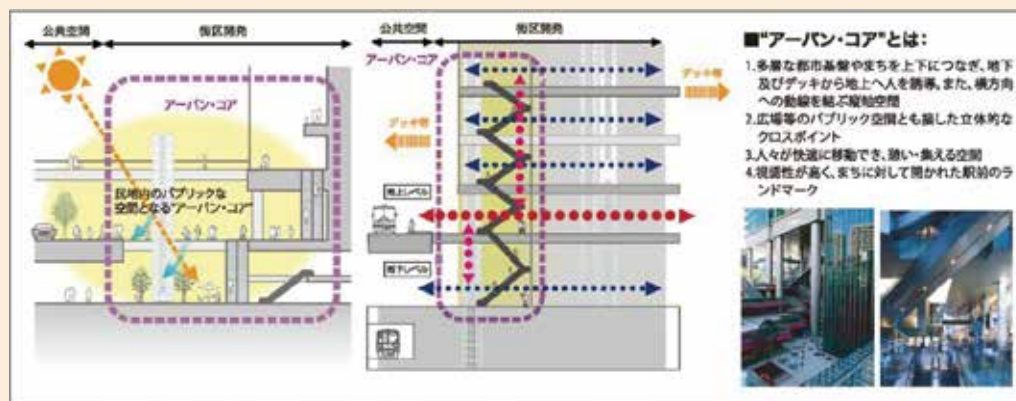 公共空間
街区開発
アーバン・コア
民地内のパブリックな
空間となる"アーバン・コア"
公共空間
街区開発
アーバン・コア
デッキ等
デッキ等
地上レベル
地下レベル
■"アーバン・コア"とは：
1.多層な都市基盤やまちを上下につなぎ、地下
及びデッキから地上へ人を誘導、また、横方向
への動線を結ぶ縦軸空間
2.広場等のパブリック空間とも接した立体的な
クロスポイント
3.人々が快適に移動でき、憩い・集える空間
4.視認性が高く、まちに対して開かれた駅前のラ
ンドマーク